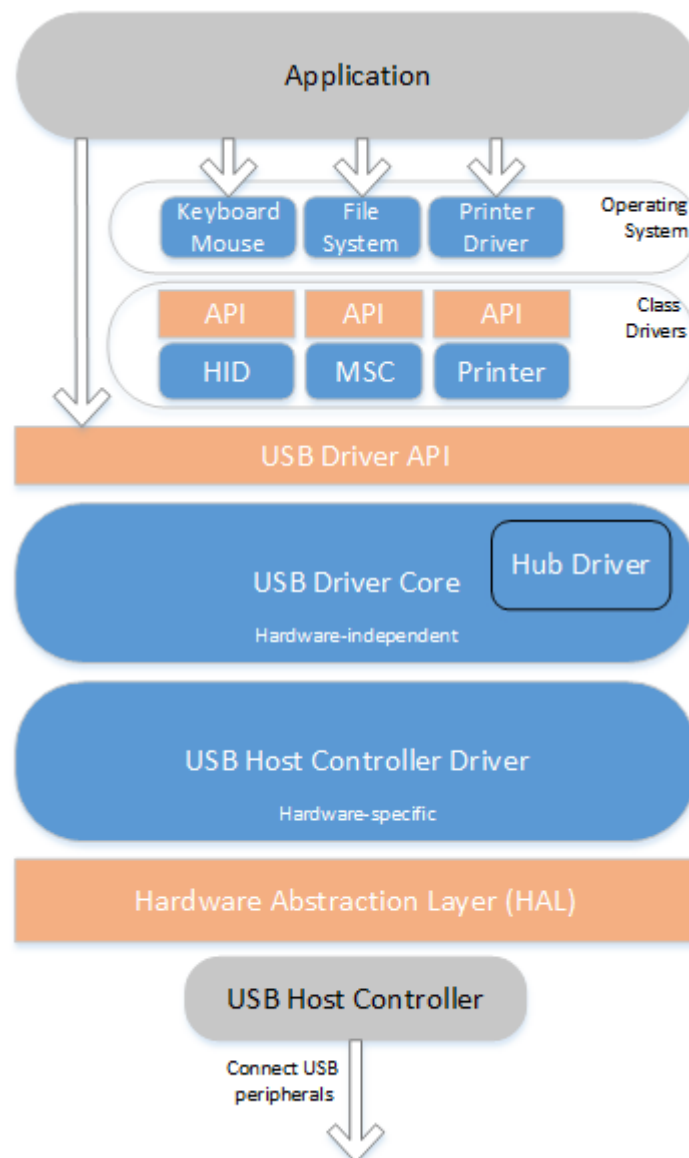 Application
Keyboard
Mouse
File
System
Printer
Driver
Operating
System
API
API
API
Class
Drivers
HID
MSC
Printer
USB Driver API
Hub Driver
USB Driver Core
Hardware-independent
USB Host Controller Driver
Hardware-specific
Hardware Abstraction Layer (HAL)
USB Host Controller
Connect USB
peripherals